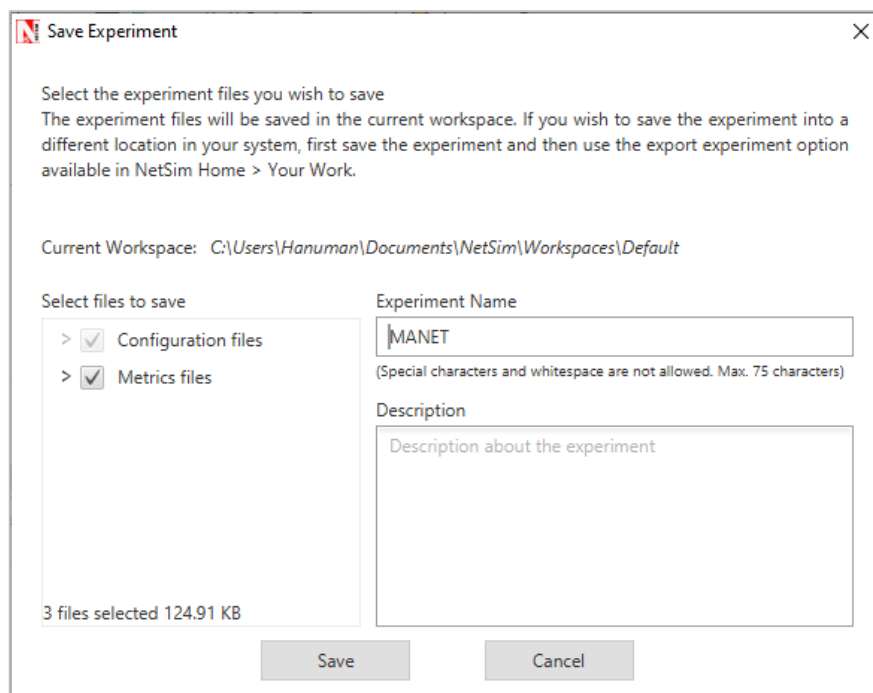 Save Experiment
Select the experiment files you wish to save
The experiment files will be saved in the current workspace. If you wish to save the experiment into a
different location in your system, first save the experiment and then use the export experiment option
available in NetSim Home > Your Work.
Current Workspace: C:\Users\Hanuman\Documents\NetSim\Workspaces\Default
Select files to save
> Configuration files
> Metrics files
3 files selected 124.91 KB
Experiment Name
MANET
(Special characters and whitespace are not allowed. Max. 75 characters)
Description
Description about the experiment
Save
Cancel